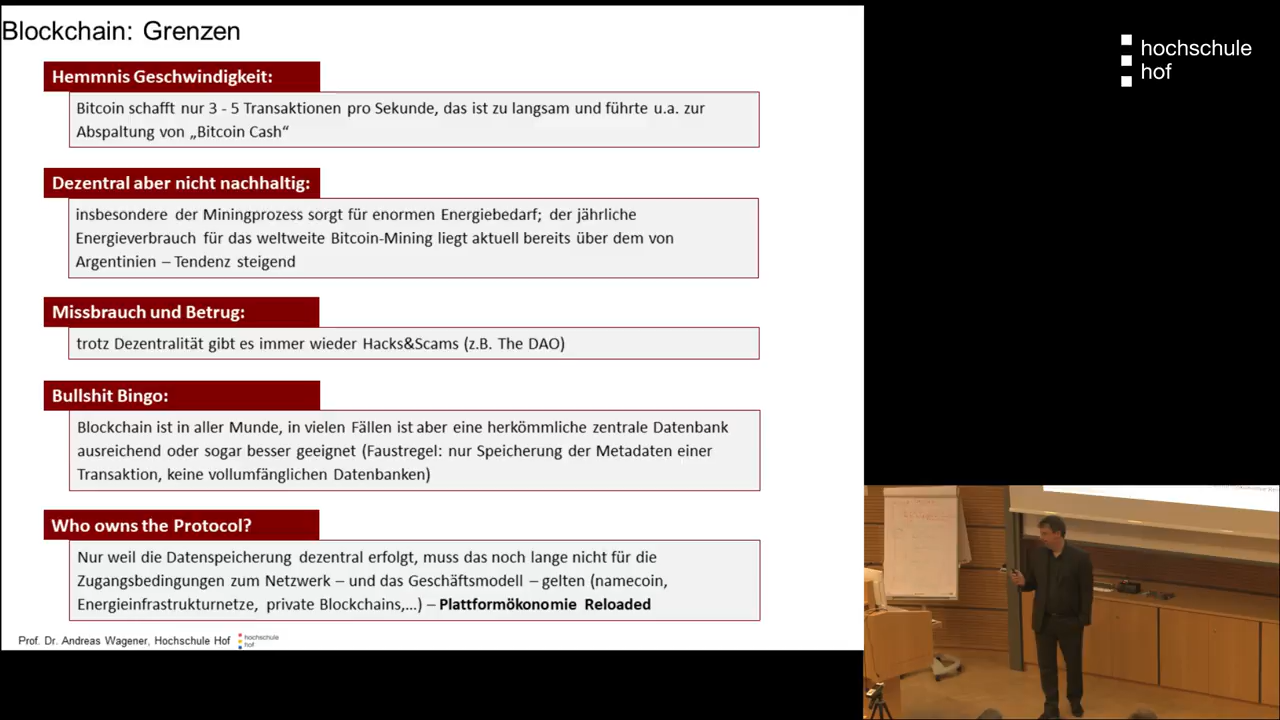 Blockchain: Grenzen
Hemmnis Geschwindigkeit:
Bitcoin schafft nur 3 - 5 Transaktionen pro Sekunde, das ist zu langsam und führte u.a. zur
Abspaltung von „Bitcoin Cash“
Dezentral aber nicht nachhaltig:
insbesondere der Miningprozess sorgt für enormen Energiebedarf; der jährliche
Energieverbrauch für das weltweite Bitcoin-Mining liegt aktuell bereits über dem von
Argentinien – Tendenz steigend
Missbrauch und Betrug:
trotz Dezentralität gibt es immer wieder Hacks&Scams (z.B. The DAO)
Bullshit Bingo:
Blockchain ist in aller Munde, in vielen Fällen ist aber eine herkömmliche zentrale Datenbank
ausreichend oder sogar besser geeignet (Faustregel: nur Speicherung der Metadaten einer
Transaktion, keine vollumfänglichen Datenbanken)
Who owns the Protocol?
Nur weil die Datenspeicherung dezentral erfolgt, muss das noch lange nicht für die
Zugangsbedingungen zum Netzwerk – und das Geschäftsmodell – gelten (namecoin,
Energieinfrastrukturnetze, private Blockchains,...) – Plattformökonomie Reloaded
Prof. Dr. Andreas Wagener, Hochschule Hof
hochschule
hof
hochschule
hof